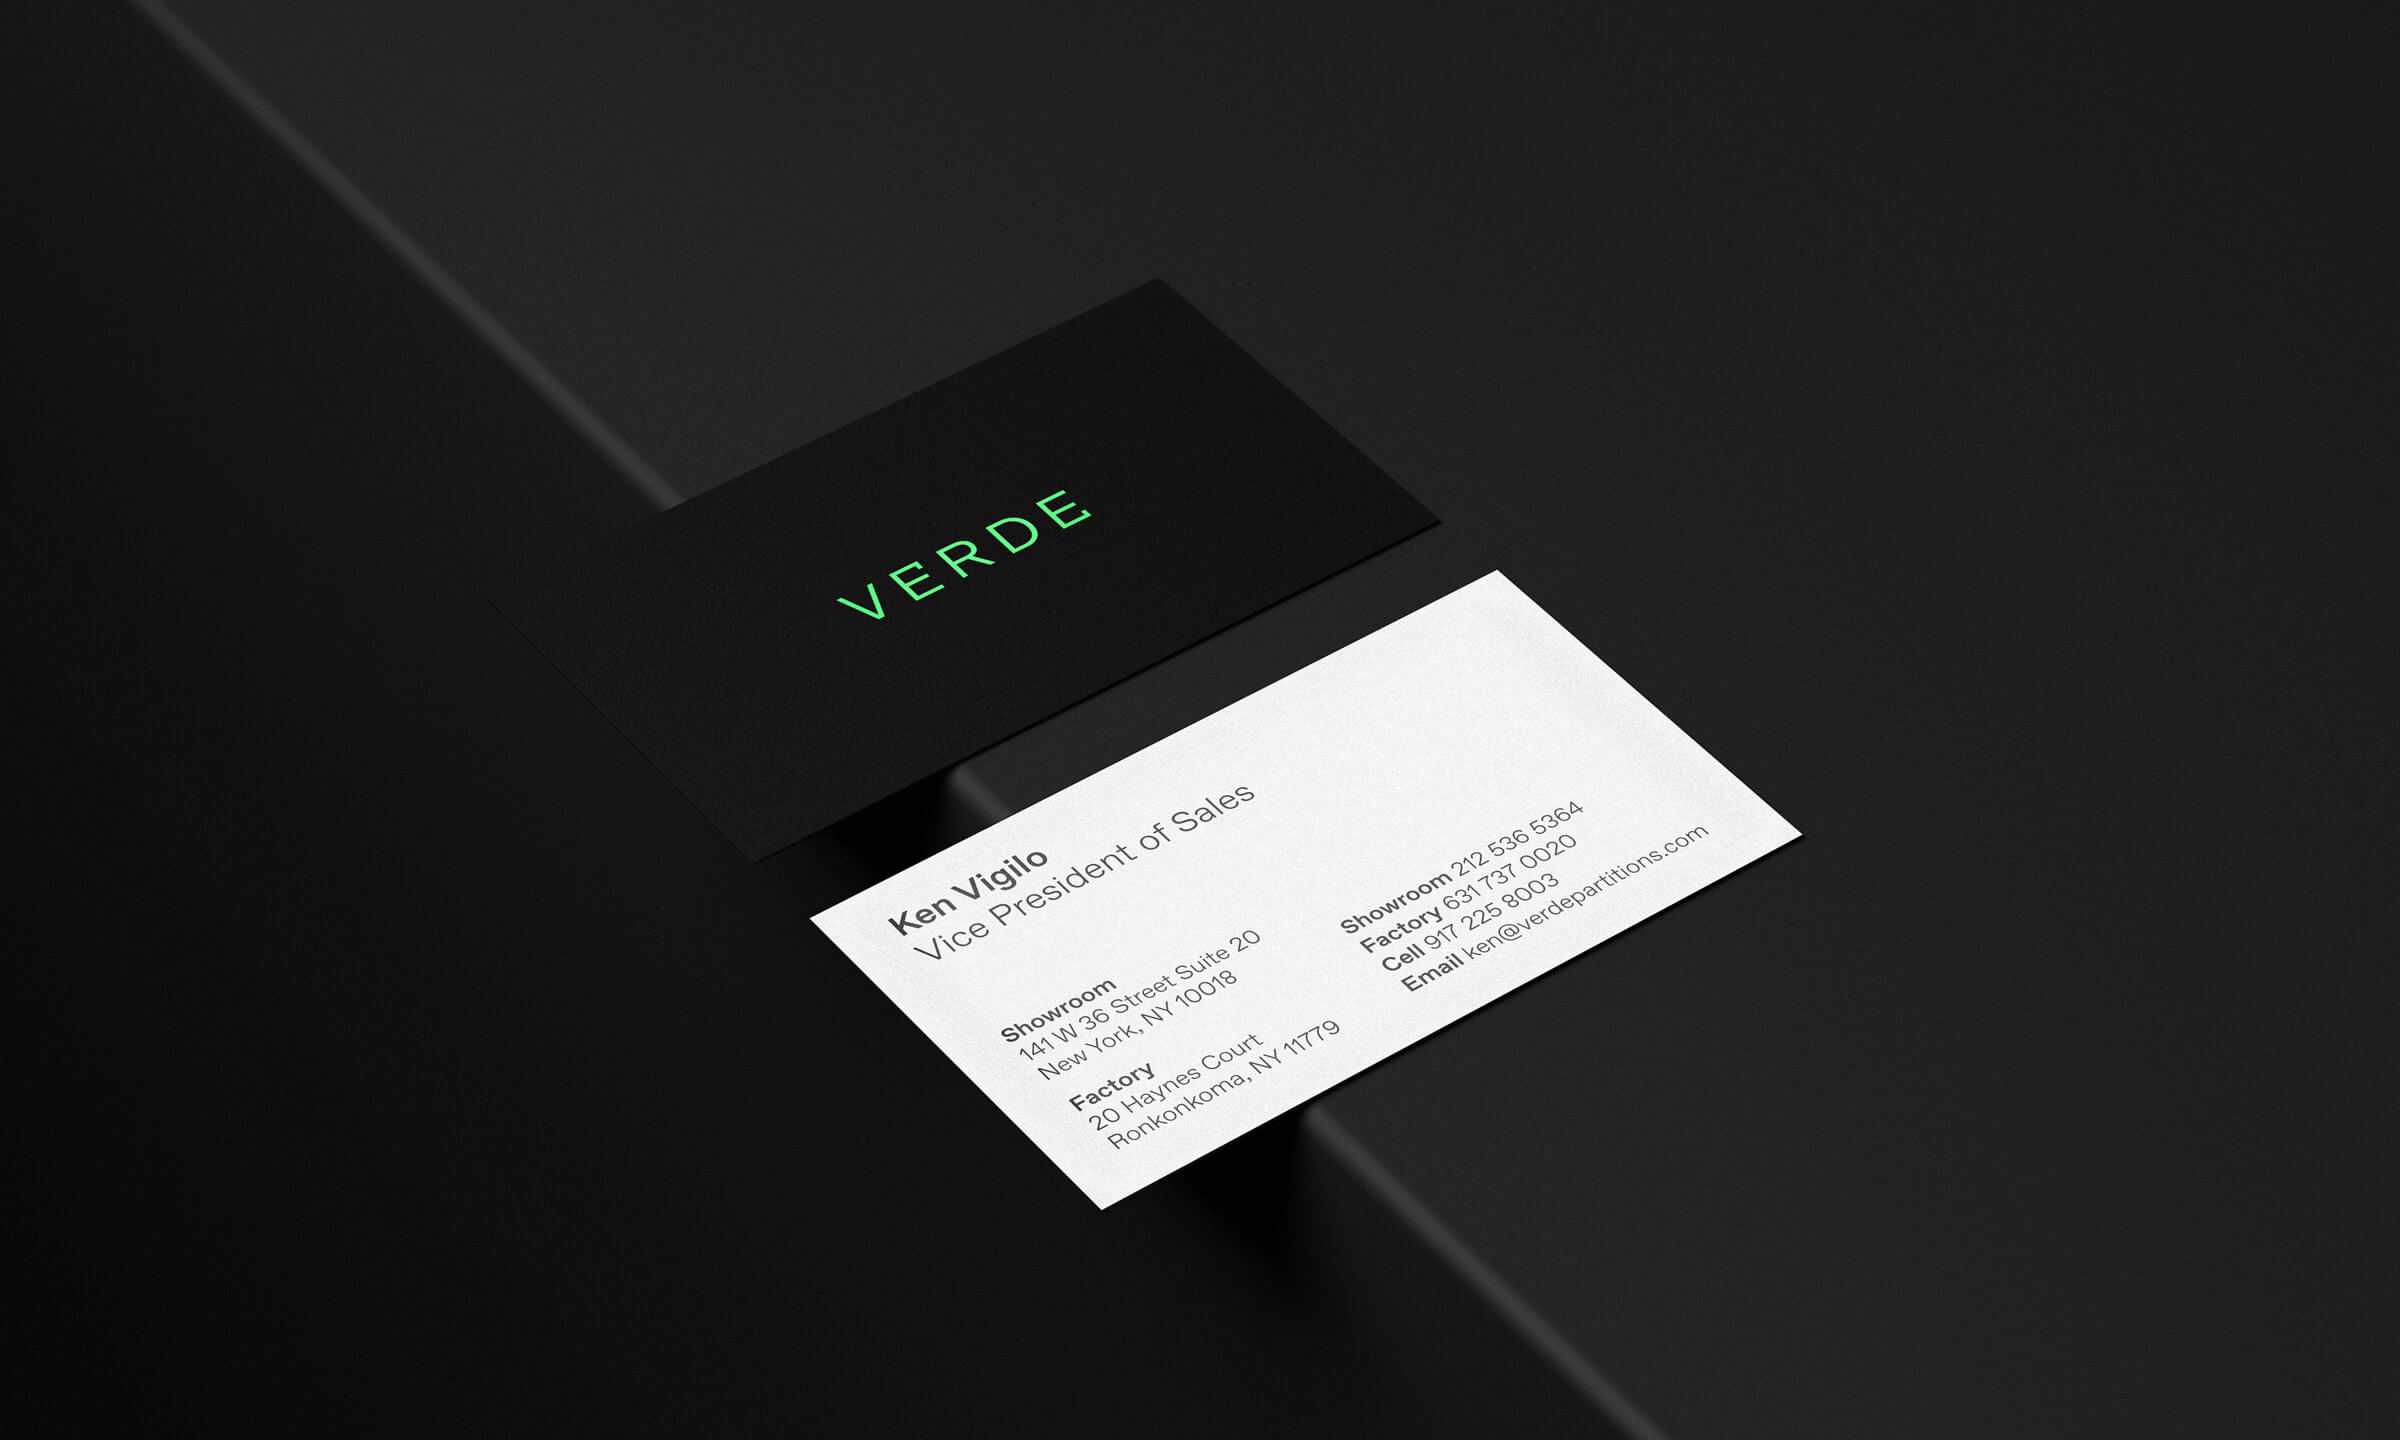 VERDE
Ken Vigilo
Vice President of Sales
Showroom
141 W 36 Street Suite 20
New York, NY 10018
Factory
20 Haynes Court
Ronkonkoma, NY 11779
Showroom 212 536 5364
Factory 631 737 0020
Cell 917 225 8003
Email ken@verdepartitions.com